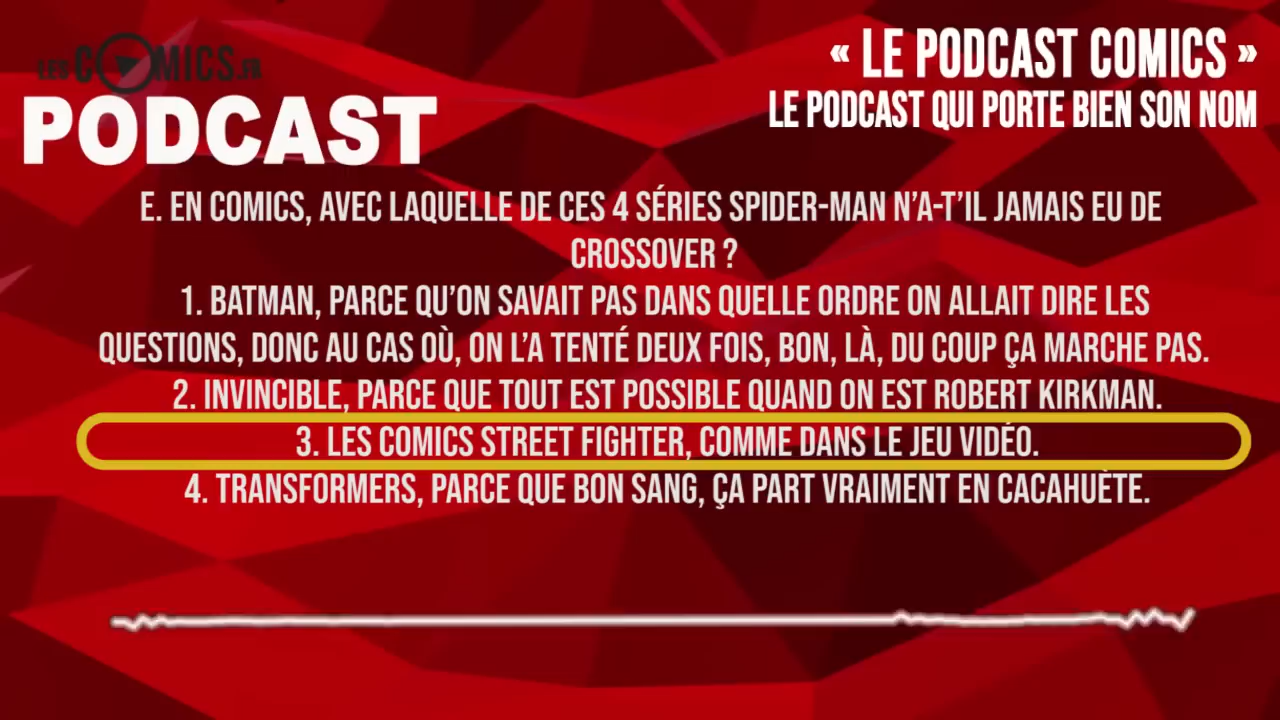 LES COMICS.FR
PODCAST
« LE PODCAST COMICS »
LE PODCAST QUI PORTE BIEN SON NOM
E. EN COMICS, AVEC LAQUELLE DE CES 4 SÉRIES SPIDER-MAN N'A-T'IL JAMAIS EU DE
CROSSOVER ?
1. BATMAN, PARCE QU'ON SAVAIT PAS DANS QUELLE ORDRE ON ALLAIT DIRE LES
QUESTIONS, DONC AU CAS OÙ, ON L'A TENTÉ DEUX FOIS, BON, LÀ, DU COUP ÇA MARCHE PAS.
2. INVINCIBLE, PARCE QUE TOUT EST POSSIBLE QUAND ON EST ROBERT KIRKMAN.
3. LES COMICS STREET FIGHTER, COMME DANS LE JEU VIDÉO.
4. TRANSFORMERS, PARCE QUE BON SANG, ÇA PART VRAIMENT EN CACAHUÈTE.